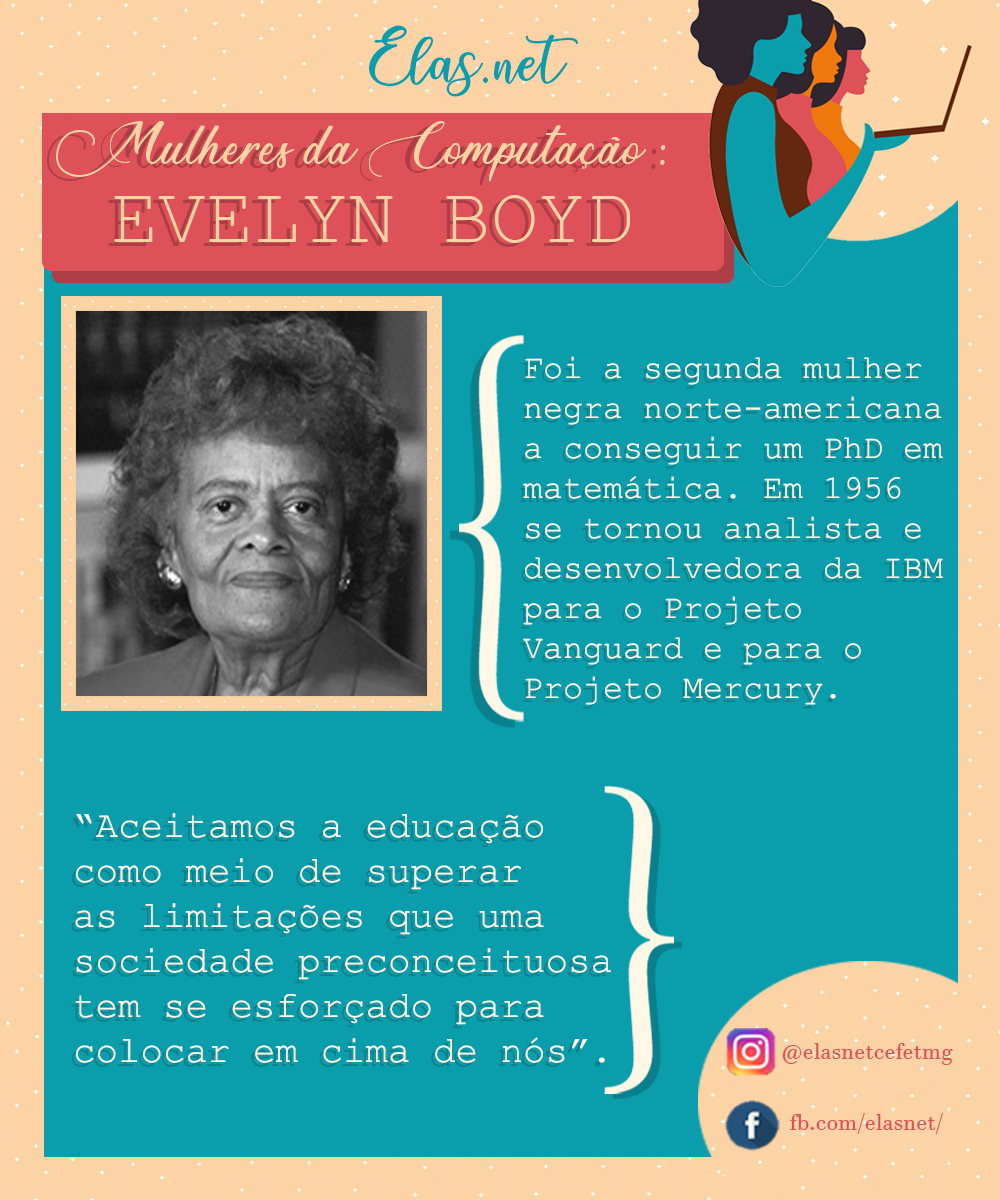 Elas.net
Mulheres da Computação:
EVELYN BOYD
Foi a segunda mulher
negra norte-americana
a conseguir um PhD em
matemática. Em 1956
se tornou analista e
desenvolvedora da IBM
para o Projeto
Vanguard e para o
Projeto Mercury.
“Aceitamos a educação
como meio de superar
as limitações que uma
sociedade preconceituosa
tem se esforçado para
colocar em cima de nós”.
@elasnetcefetmg
fb.com/elasnet/